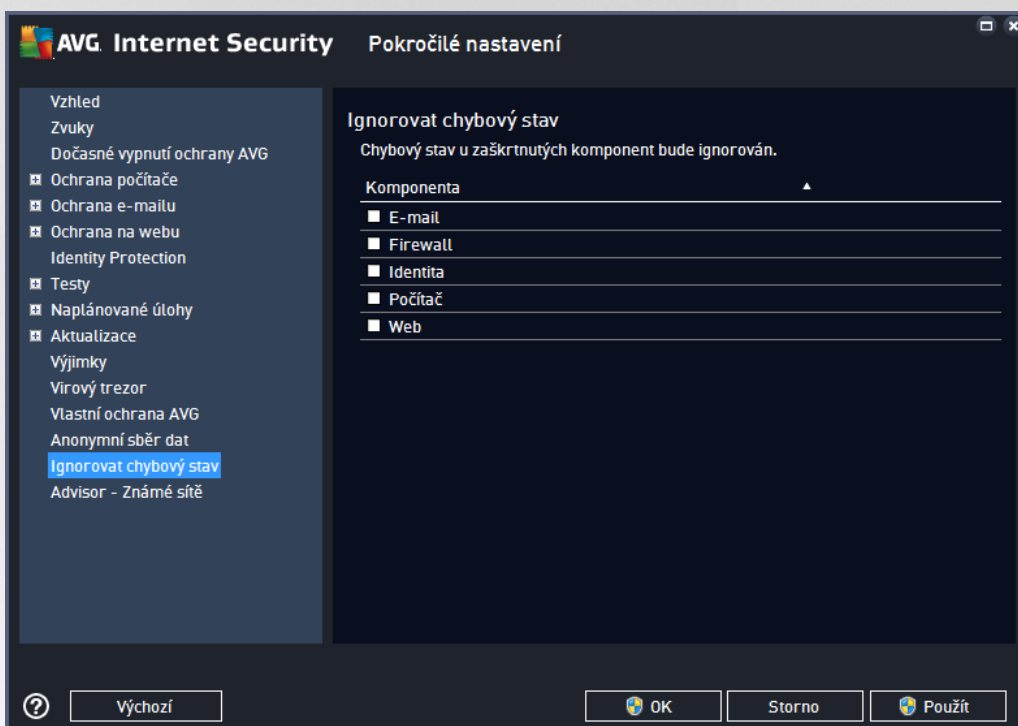 AVG. Internet Security Pokročilé nastavení
Vzhled
Zvuky
Dočasné vypnutí ochrany AVG
Ochrana počítače
Ochrana e-mailu
Ochrana na webu
Identity Protection
Testy
Naplánované úlohy
Aktualizace
Výjimky
Virový trezor
Vlastní ochrana AVG
Anonymní sběr dat
Ignorovat chybový stav
Advisor - Známé sítě
Ignorovat chybový stav
Chybový stav u zaškrtnutých komponent bude ignorován.
Komponenta
E-mail
Firewall
Identita
Počítač
Web
? Výchozí OK Storno Použít